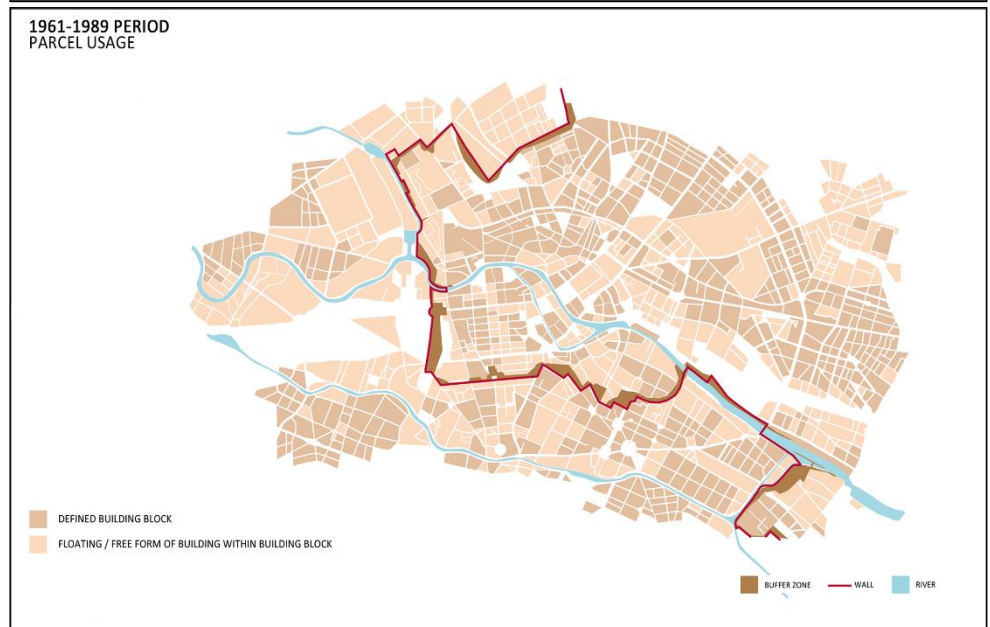 1961-1989 PERIOD
PARCEL USAGE
DEFINED BUILDING BLOCK
FLOATING / FREE FORM OF BUILDING WITHIN BUILDING BLOCK
BUFFER ZONE
WALL
RIVER